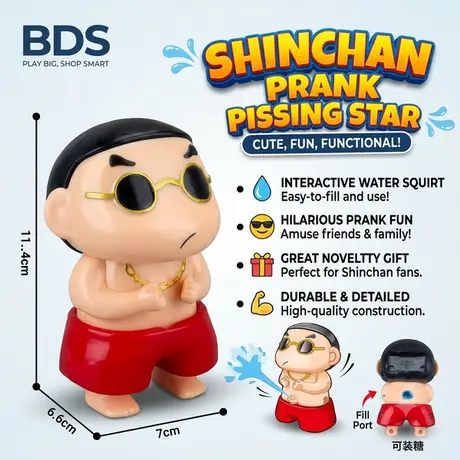 BDS
PLAY BIG, SHOP SMART
SHINCHAN
PRANK
PISSING STAR
CUTE, FUN, FUNCTIONAL!
INTERACTIVE WATER SQUIRT
Easy-to-fill and use!
HILARIOUS PRANK FUN
Amuse friends & family!
GREAT NOVELTTY GIFT
Perfect for Shinchan fans.
DURABLE & DETAILED
High-quality construction.
11..4cm
6.6cm
7cm
Fill
Port
可装糖